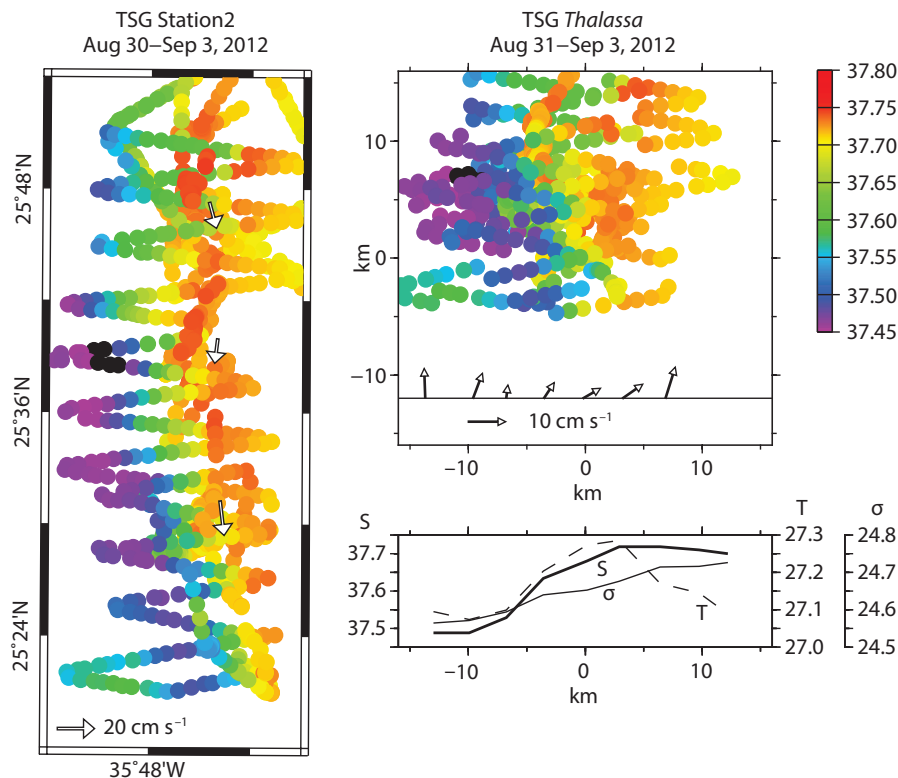 TSG Station2
Aug 30–Sep 3, 2012
25˚48'N
25˚36'N
25˚24'N
20 cm s⁻¹
35˚48'W
TSG Thalassa
Aug 31–Sep 3, 2012
km
10
0
−10
10 cm s⁻¹
−10
0
10
km
37.80
37.75
37.70
37.65
37.60
37.55
37.50
37.45
S
T
σ
37.7
37.6
37.5
S
σ
T
27.3
27.2
27.1
27.0
24.8
24.7
24.6
24.5
−10
0
10
km